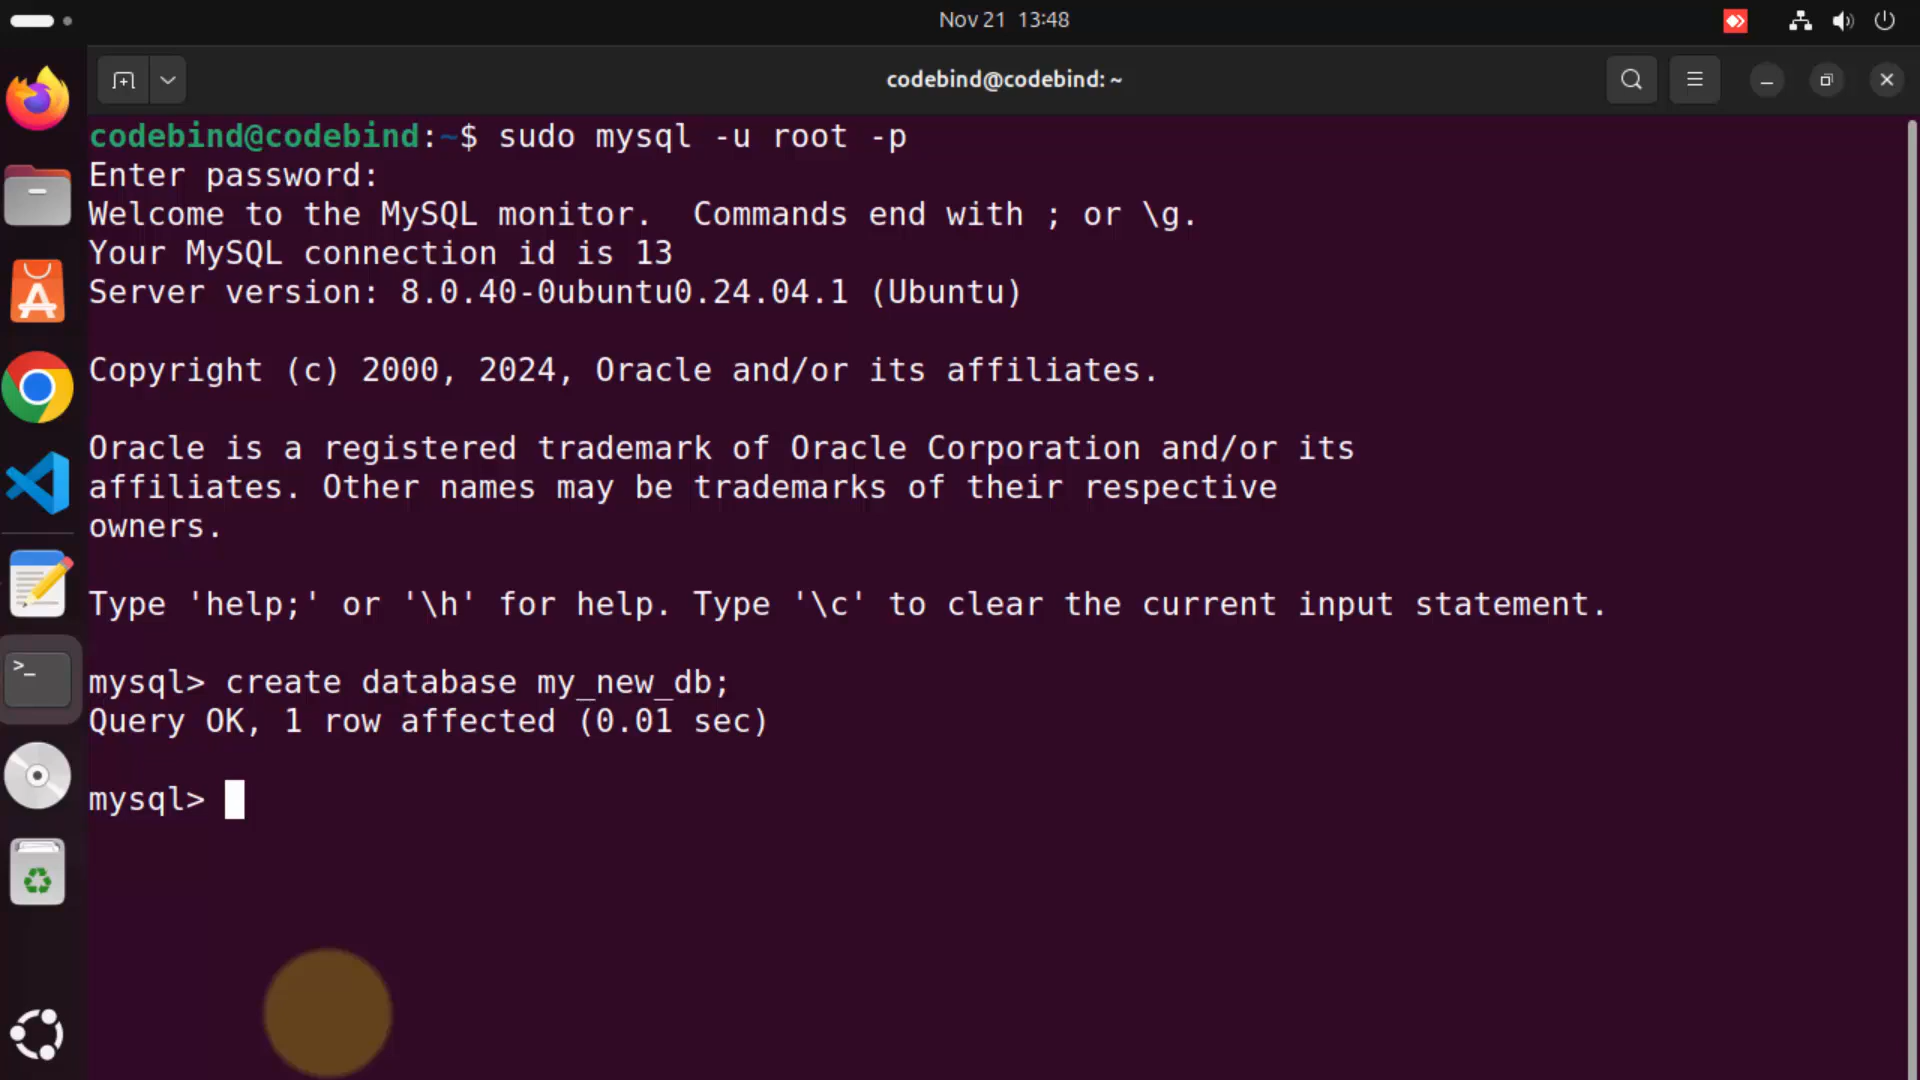 Nov 21 13:48
codebind@codebind: ~
codebind@codebind:~$ sudo mysql -u root -p
Enter password:
Welcome to the MySQL monitor.  Commands end with ; or \g.
Your MySQL connection id is 13
Server version: 8.0.40-0ubuntu0.24.04.1 (Ubuntu)
Copyright (c) 2000, 2024, Oracle and/or its affiliates.
Oracle is a registered trademark of Oracle Corporation and/or its
affiliates. Other names may be trademarks of their respective
owners.
Type 'help;' or '\h' for help. Type '\c' to clear the current input statement.
mysql> create database my_new_db;
Query OK, 1 row affected (0.01 sec)
mysql>